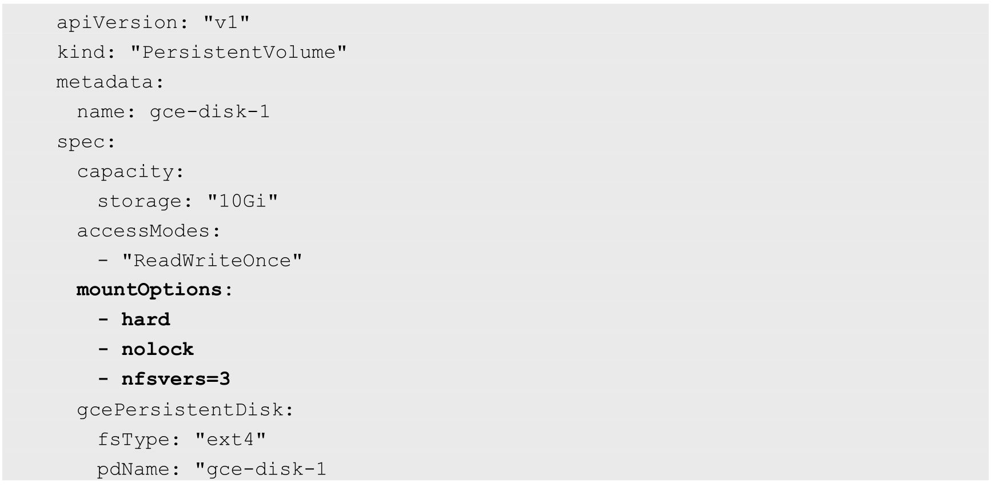 apiVersion: "v1"
kind: "PersistentVolume"
metadata:
  name: gce-disk-1
spec:
  capacity:
    storage: "10Gi"
  accessModes:
    - "ReadWriteOnce"
  mountOptions:
    - hard
    - nolock
    - nfsvers=3
  gcePersistentDisk:
    fsType: "ext4"
    pdName: "gce-disk-1